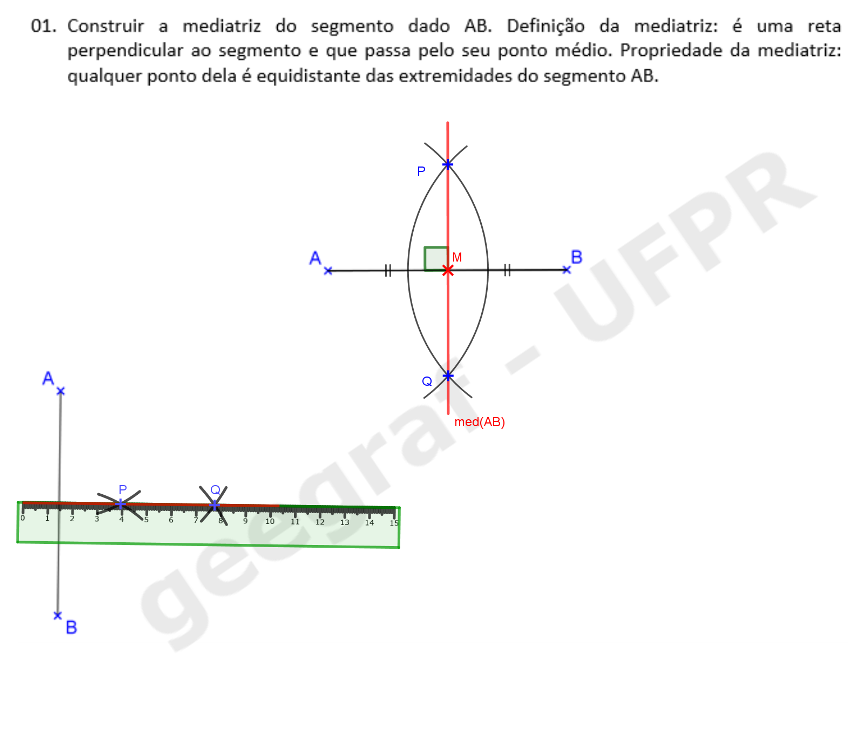 01. Construir a mediatriz do segmento dado AB. Definição da mediatriz: é uma reta
perpendicular ao segmento e que passa pelo seu ponto médio. Propriedade da mediatriz:
qualquer ponto dela é equidistante das extremidades do segmento AB.
P
A
M
B
Q
med(AB)
A
P
Q
0 1 2 3 4 5 6 7 8 9 10 11 12 13 14 15
B
geegraf - UFPR